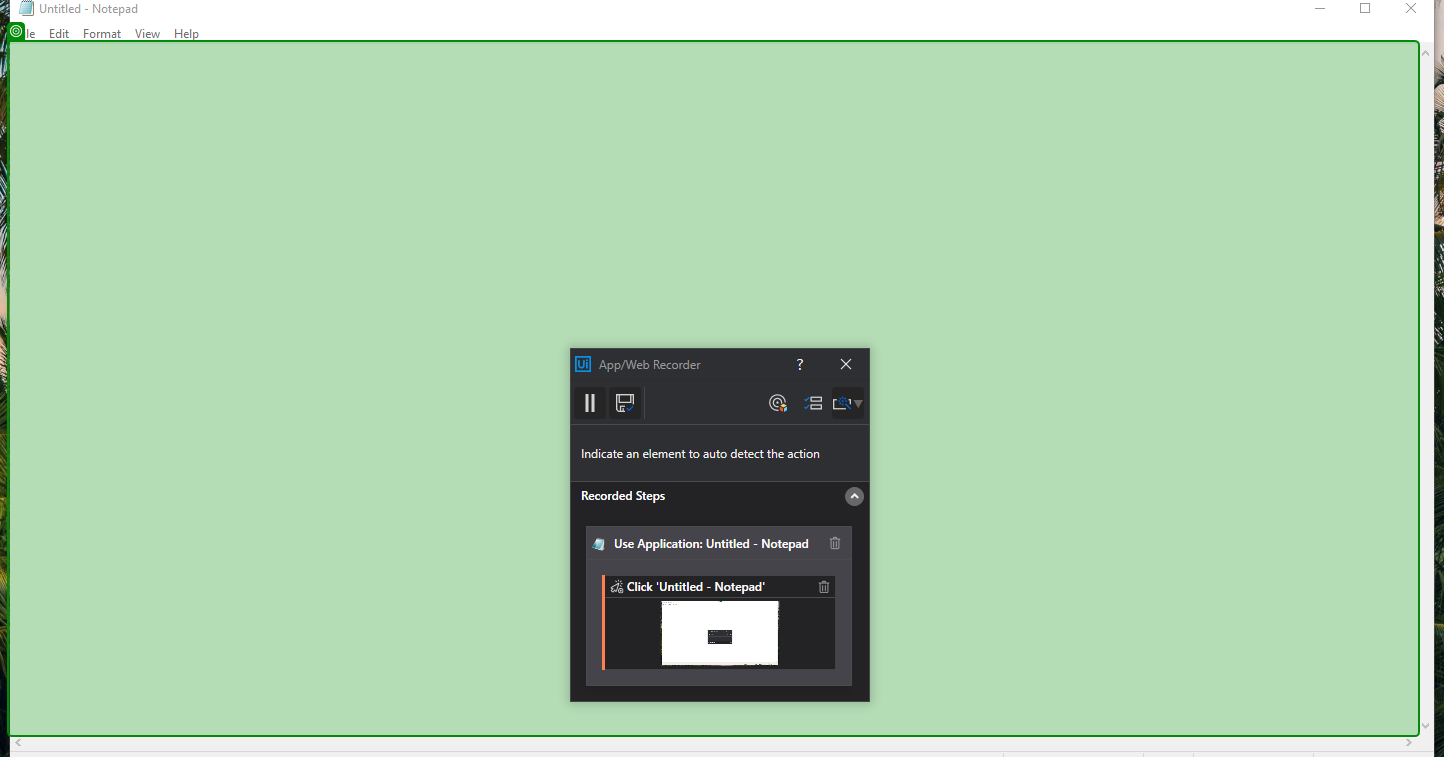 Untitled - Notepad
le Edit Format View Help
Ui App/Web Recorder ?
Indicate an element to auto detect the action
Recorded Steps
Use Application: Untitled - Notepad
Click 'Untitled - Notepad'